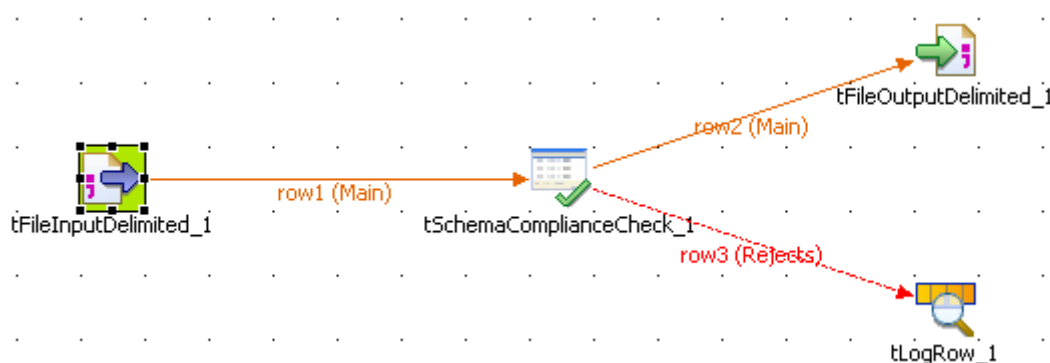 tFileOutputDelimited_1
row2 (Main)
row1 (Main)
tFileInputDelimited_1
tSchemaComplianceCheck_1
row3 (Rejects)
tLogRow_1